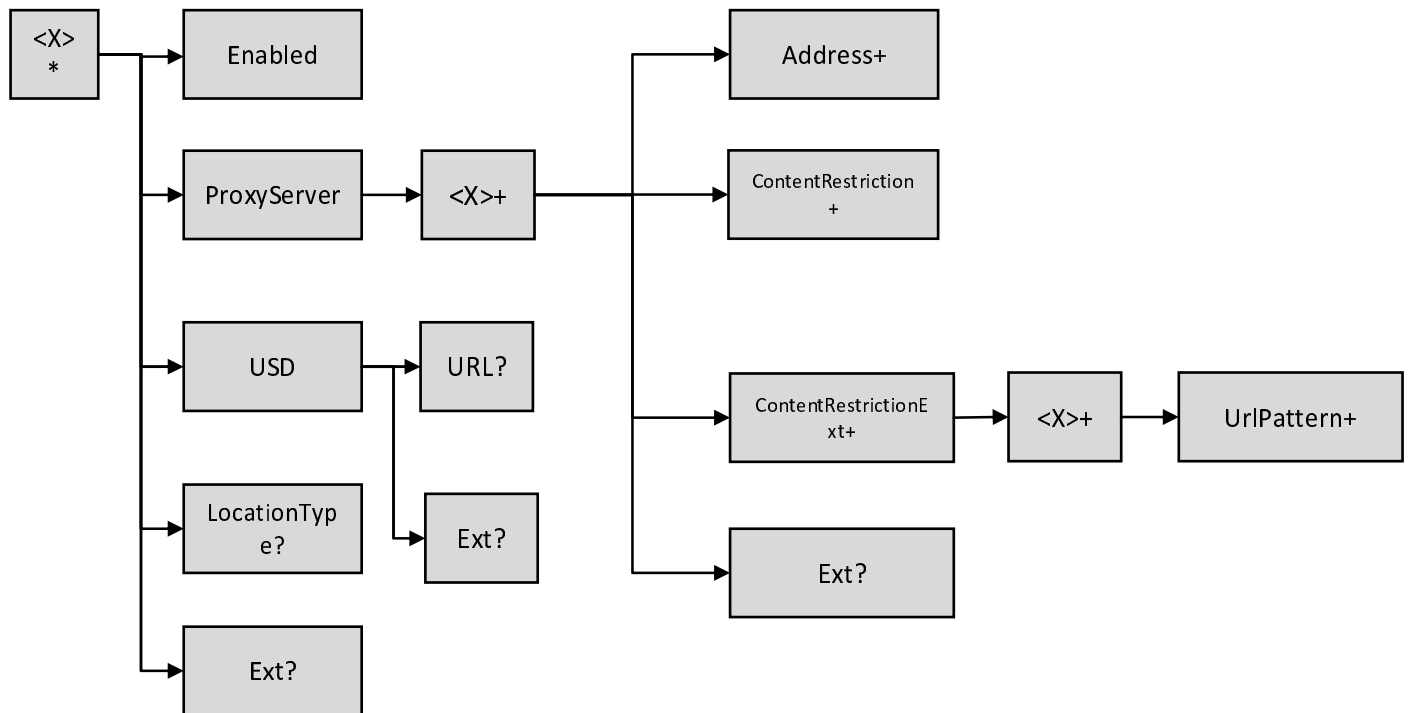 <X>
*
Enabled
Address+
ProxyServer
<X>+
ContentRestriction
+
USD
URL?
ContentRestrictionE
xt+
<X>+
UrlPattern+
LocationTyp
e?
Ext?
Ext?
Ext?